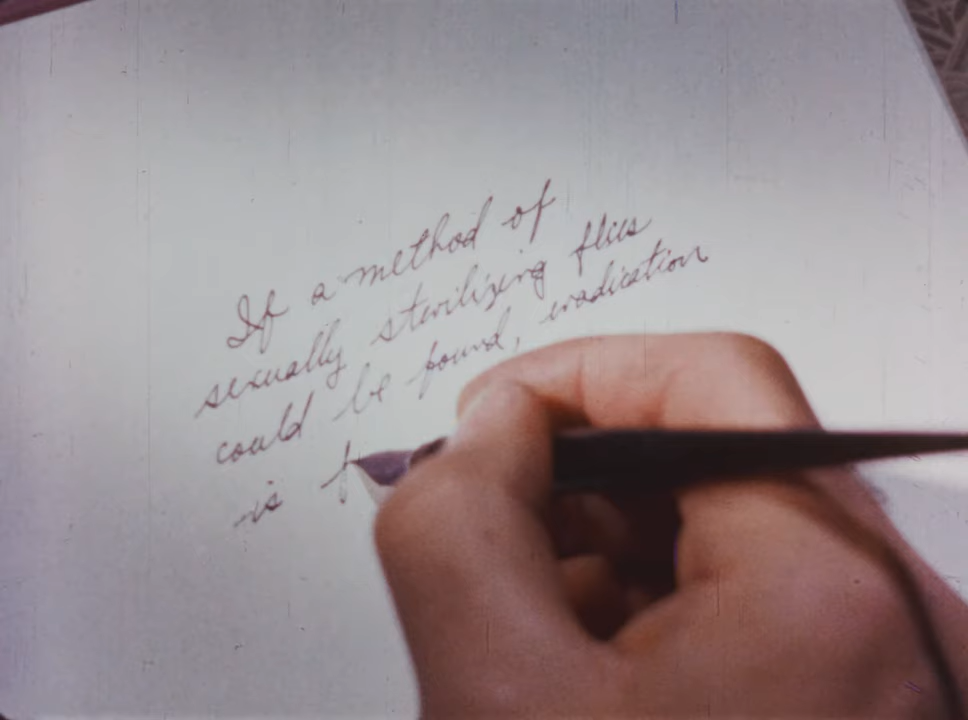 If a method of
sexually sterilizing flies
could be found, eradication
is